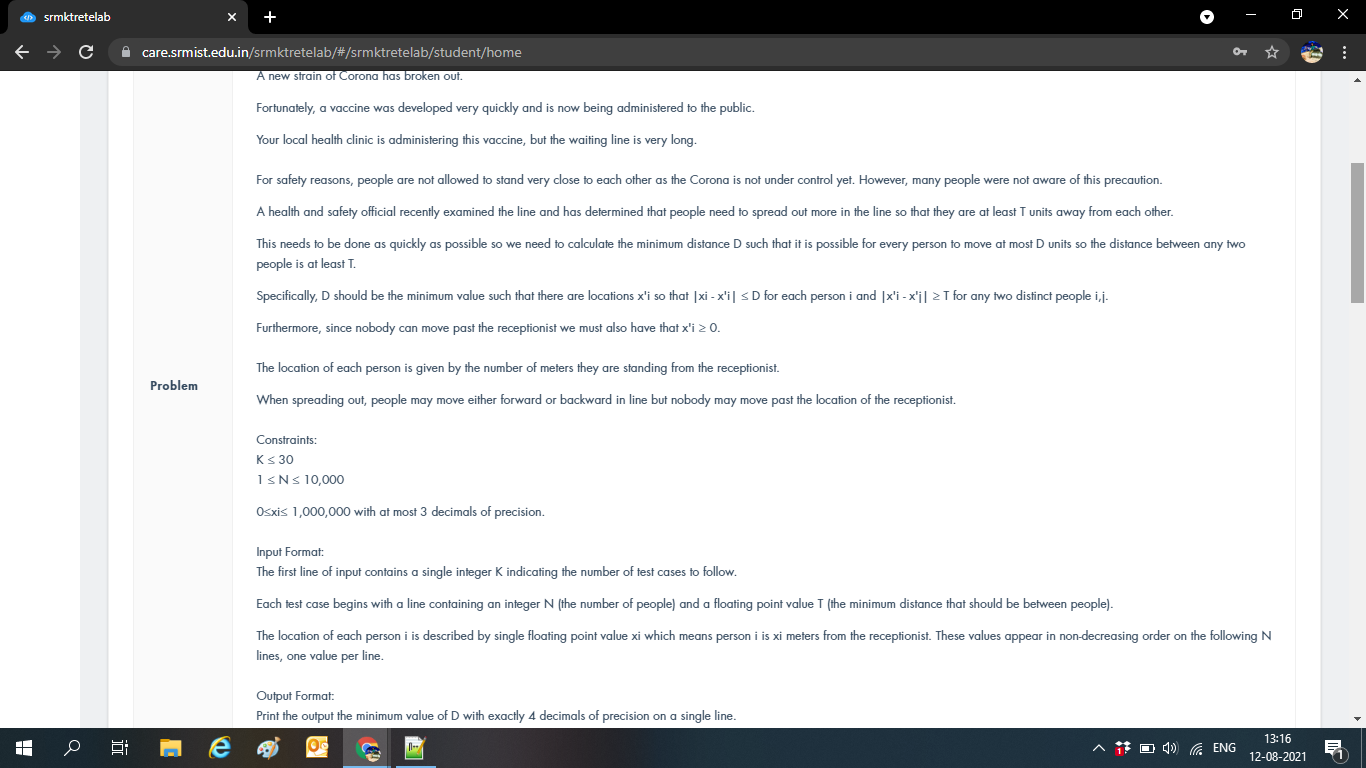 srmktretelab
care.srmist.edu.in/srmktretelab/#/srmktretelab/student/home
A new strain of Corona has broken out.
Fortunately, a vaccine was developed very quickly and is now being administered to the public.
Your local health clinic is administering this vaccine, but the waiting line is very long.
For safety reasons, people are not allowed to stand very close to each other as the Corona is not under control yet. However, many people were not aware of this precaution.
A health and safety official recently examined the line and has determined that people need to spread out more in the line so that they are at least T units away from each other.
This needs to be done as quickly as possible so we need to calculate the minimum distance D such that it is possible for every person to move at most D units so the distance between any two
people is at least T.
Specifically, D should be the minimum value such that there are locations x'i so that |xi - x'i| ≤ D for each person i and |x'i - x'j| ≥ T for any two distinct people i,j.
Furthermore, since nobody can move past the receptionist we must also have that x'i ≥ 0.
The location of each person is given by the number of meters they are standing from the receptionist.
Problem
When spreading out, people may move either forward or backward in line but nobody may move past the location of the receptionist.
Constraints:
K ≤ 30
1 ≤ N ≤ 10,000
0≤xi≤ 1,000,000 with at most 3 decimals of precision.
Input Format:
The first line of input contains a single integer K indicating the number of test cases to follow.
Each test case begins with a line containing an integer N (the number of people) and a floating point value T (the minimum distance that should be between people).
The location of each person i is described by single floating point value xi which means person i is xi meters from the receptionist. These values appear in non-decreasing order on the following N
lines, one value per line.
Output Format:
Print the output the minimum value of D with exactly 4 decimals of precision on a single line.
ENG
13:16
12-08-2021
1